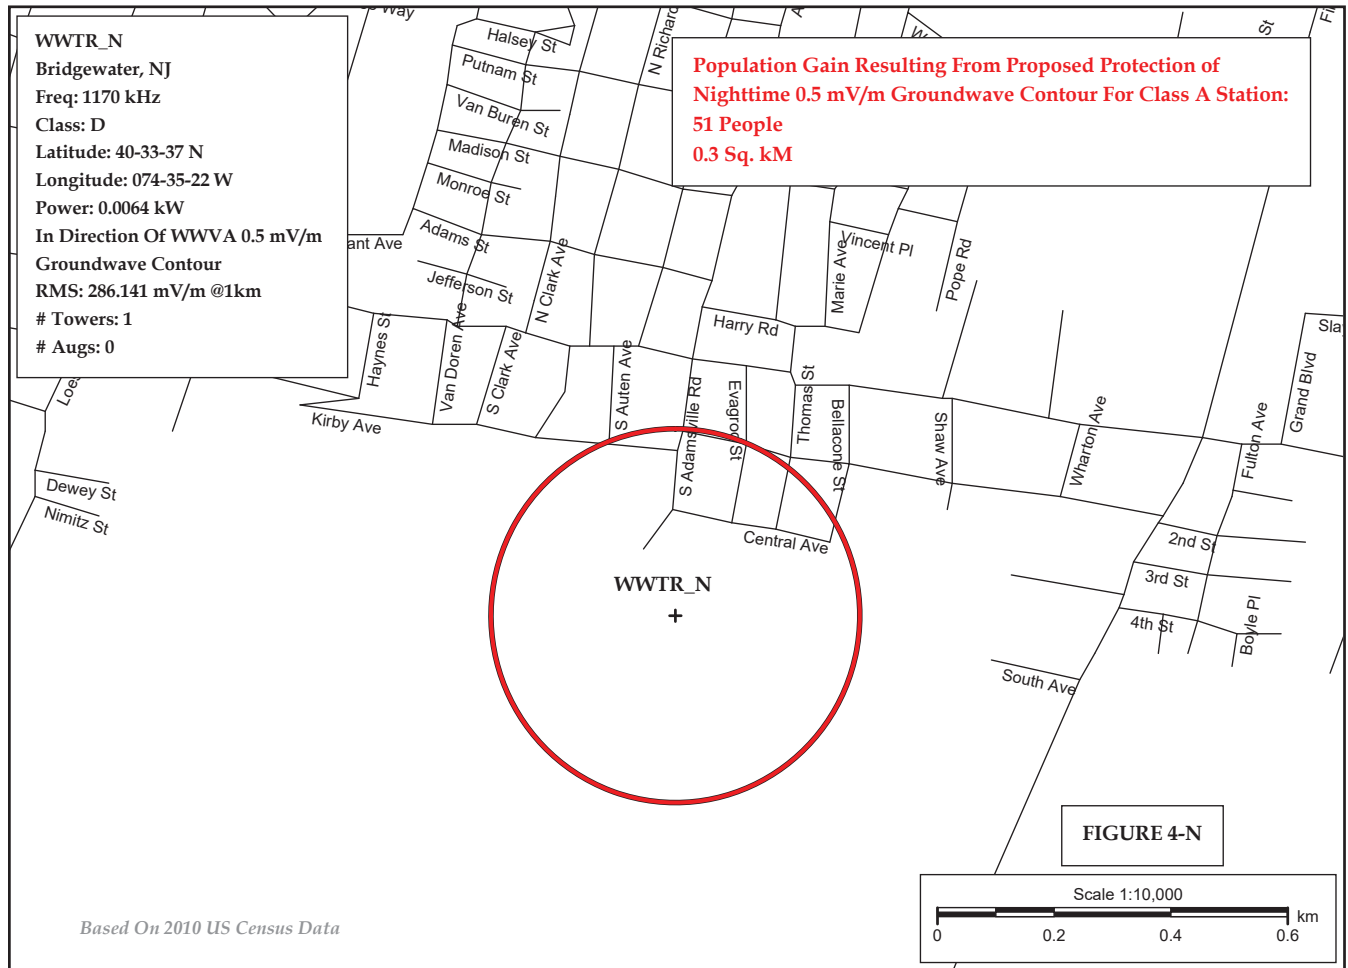 WWTR_N
Bridgewater, NJ
Freq: 1170 kHz
Class: D
Latitude: 40-33-37 N
Longitude: 074-35-22 W
Power: 0.0064 kW
In Direction Of WWVA 0.5 mV/m
Groundwave Contour
RMS: 286.141 mV/m @1km
# Towers: 1
# Augs: 0
Population Gain Resulting From Proposed Protection of
Nighttime 0.5 mV/m Groundwave Contour For Class A Station:
51 People
0.3 Sq. kM
Way
Halsey St
Putnam St
Van Buren St
Madison St
Monroe St
Adams St
Jefferson St
ant Ave
N Richard
N Clark Ave
St
Vincent Pl
Marie Ave
Pope Rd
Harry Rd
Haynes St
Van Doren Ave
S Clark Ave
S Auten Ave
S Adamsville Rd
Thomas St
Bellacone St
Shaw Ave
Wharton Ave
Fulton Ave
Grand Blvd
Sla
Loes
Kirby Ave
Dewey St
Nimitz St
Central Ave
2nd St
3rd St
4th St
Boyle Pl
South Ave
WWTR_N
+
FIGURE 4-N
Scale 1:10,000
km
0 0.2 0.4 0.6
Based On 2010 US Census Data